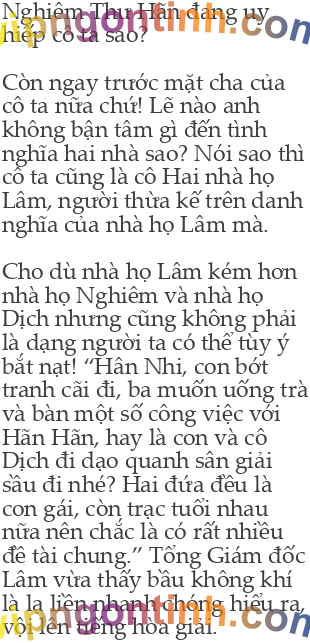 Nghiêm Thư Hãn đang uy
hiếp cô ta sao?
Còn ngay trước mặt cha của
cô ta nữa chứ! Lẽ nào anh
không bận tâm gì đến tình
nghĩa hai nhà sao? Nói sao thì
cô ta cũng là cô Hai nhà họ
Lâm, người thừa kế trên danh
nghĩa của nhà họ Lâm mà.
Cho dù nhà họ Lâm kém hơn
nhà họ Nghiêm và nhà họ
Dịch nhưng cũng không phải
là dạng người ta có thể tùy ý
bắt nạt! “Hân Nhi, con bớt
tranh cãi đi, ba muốn uống trà
và bàn một số công việc với
Hãn Hãn, hay là con và cô
Dịch đi dạo quanh sân giải
sầu đi nhé? Hai đứa đều là
con gái, còn trạc tuổi nhau
nữa nên chắc là có rất nhiều
đề tài chung.” Tổng Giám đốc
Lâm vừa thấy bầu không khí
là lạ liền nhanh chóng hiểu ra,
vội lên tiếng hòa giải.
vipngontinh.com
vipngontinh.com